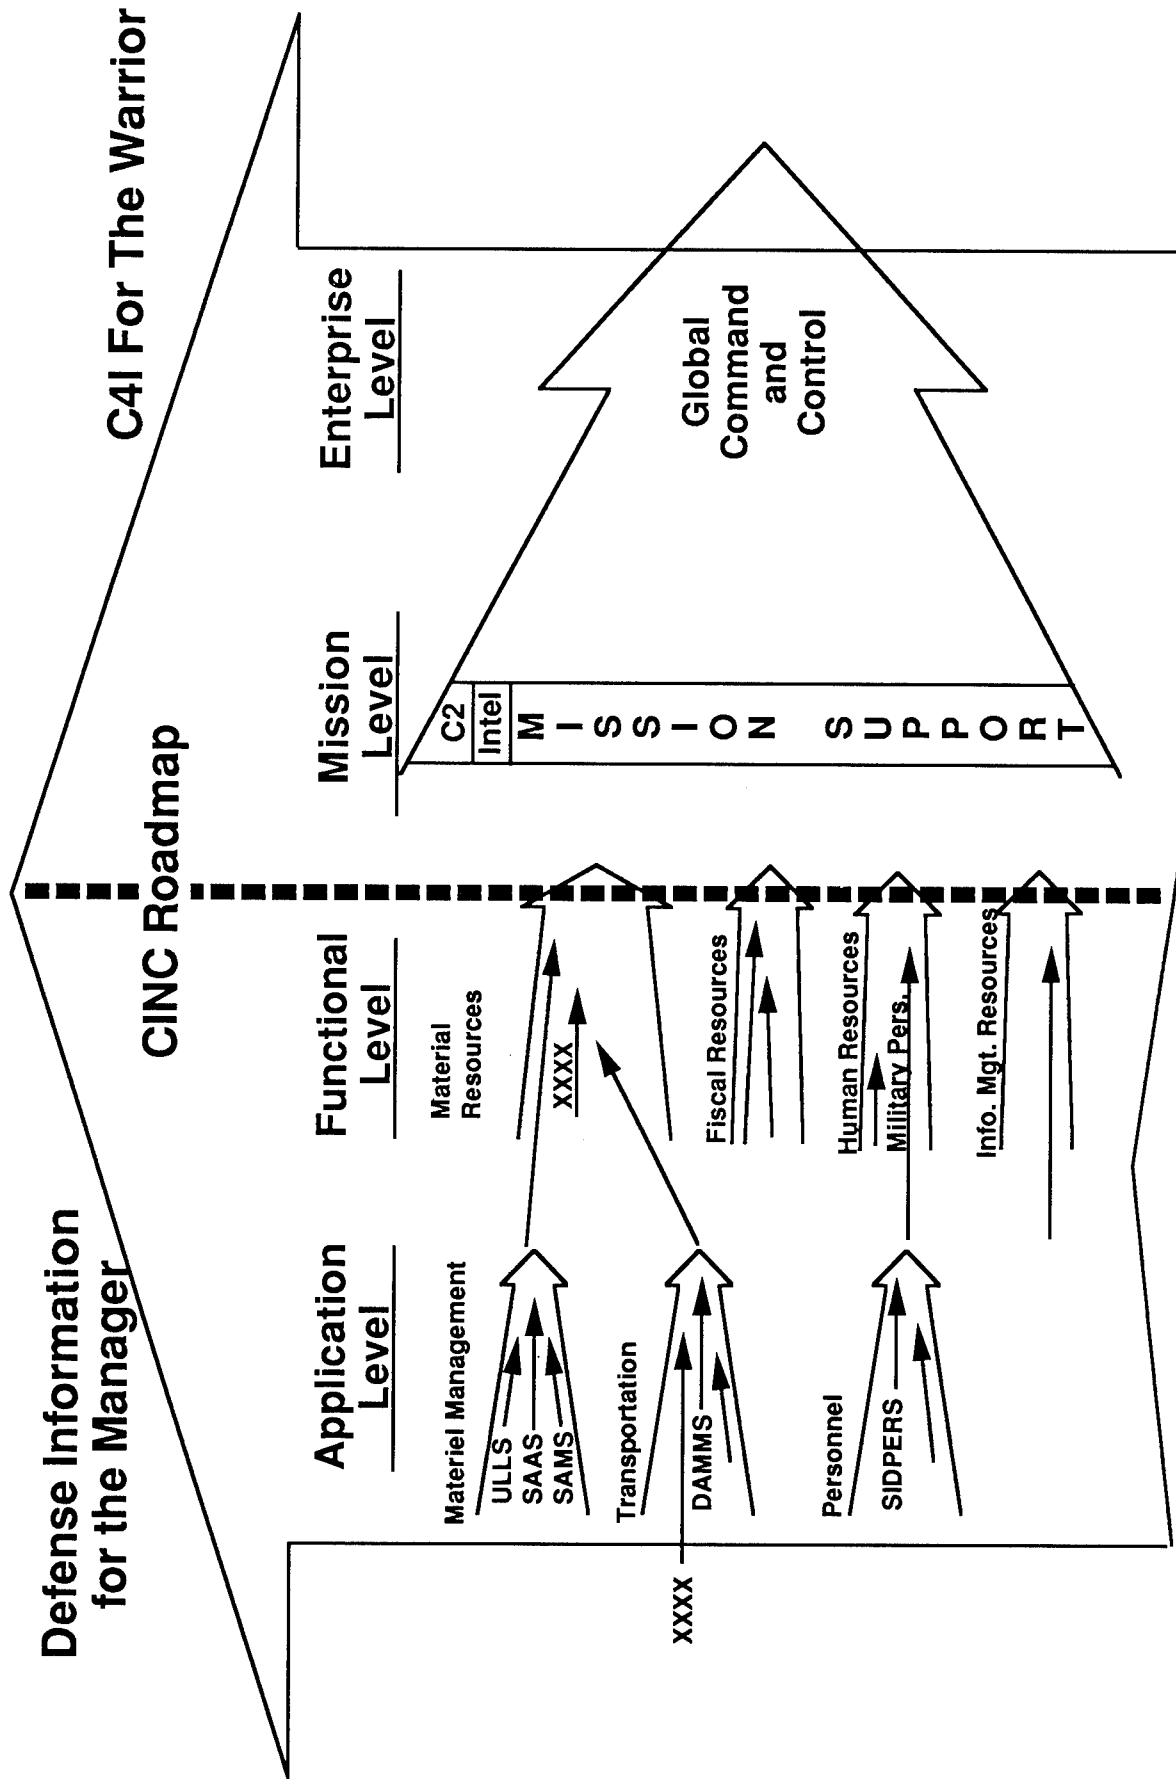 Defense Information
for the Manager
CINC Roadmap
C4I For The Warrior
Application
Level
Functional
Level
Mission
Level
Enterprise
Level
Materiel Management
ULLS
SAAS
SAMS
Transportation
XXXX
DAMMS
Personnel
SIDPERS
Material
Resources
XXXX
Fiscal Resources
Human Resources
Military Pers.
Info. Mgt. Resources
C2
Intel
MISSION SUPPORT
Global
Command
and
Control